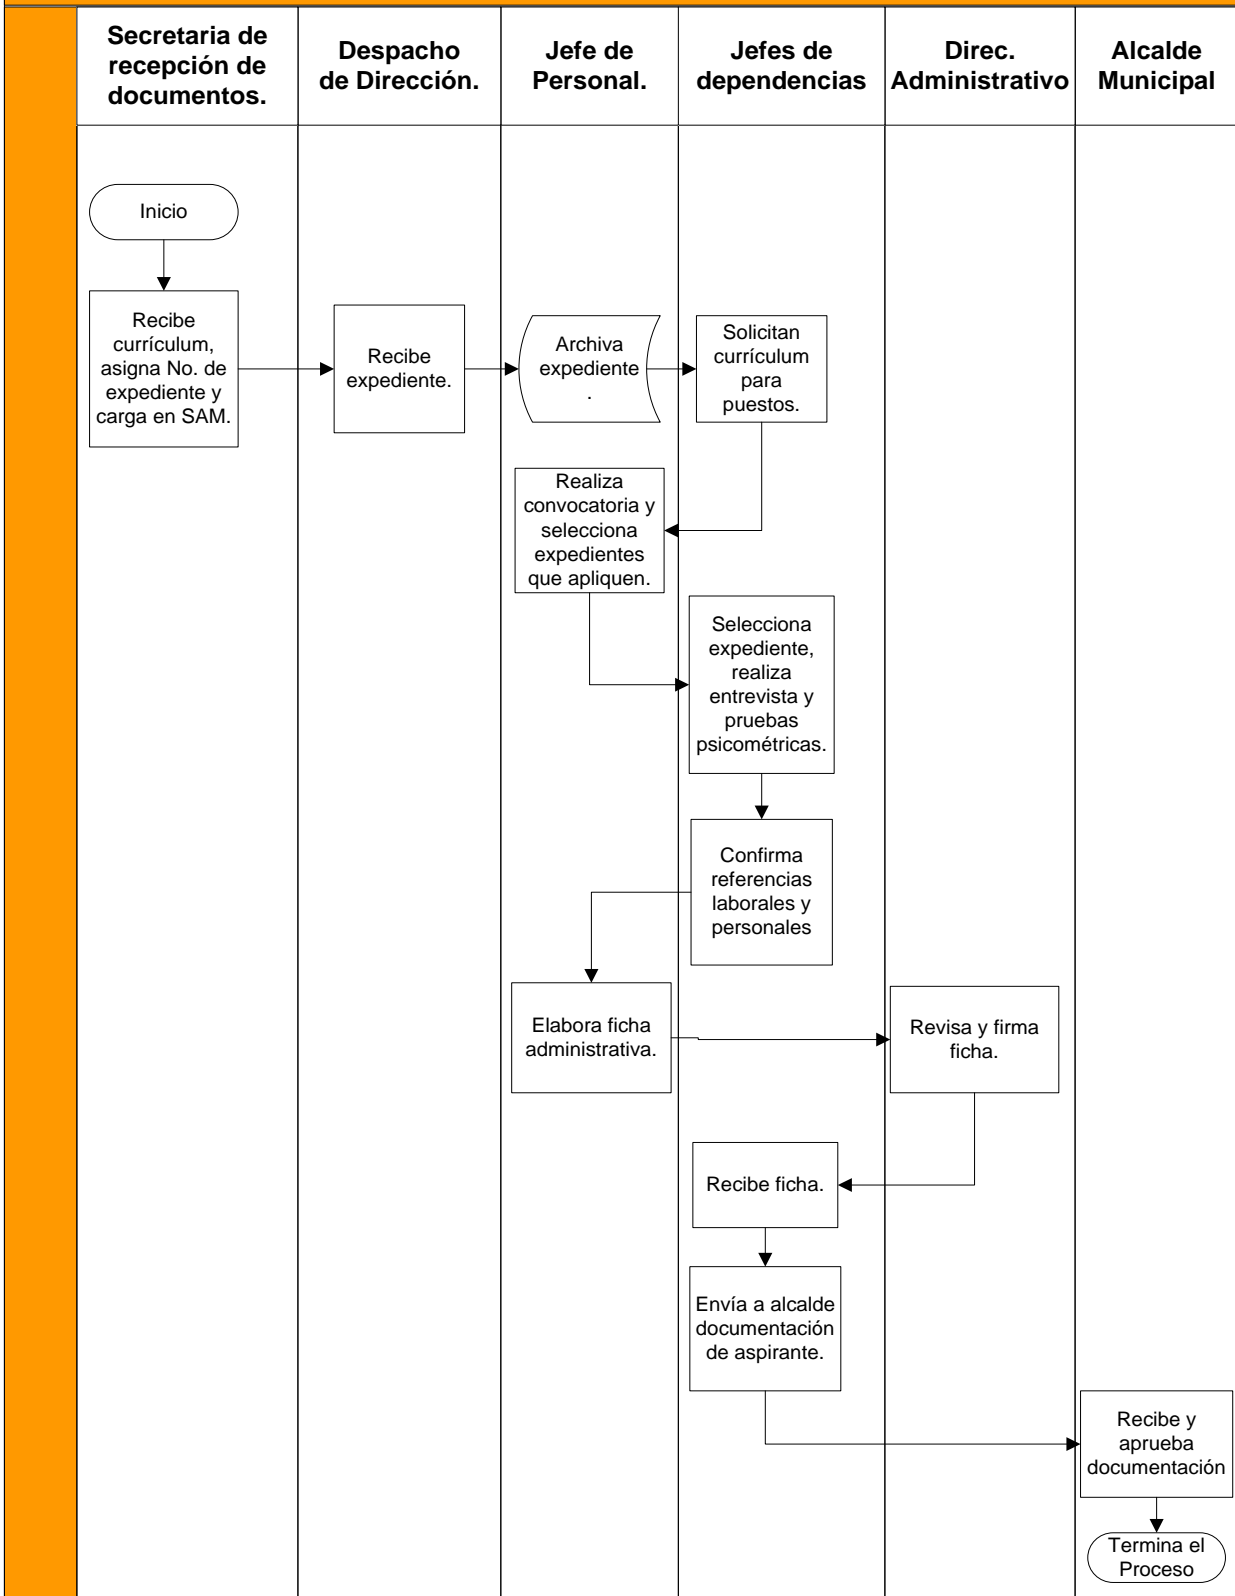 Secretaria de
recepción de
documentos.
Despacho
de Dirección.
Jefe de
Personal.
Jefes de
dependencias
Direc.
Administrativo
Alcalde
Municipal
Inicio
Recibe
currículum,
asigna No. de
expediente y
carga en SAM.
Recibe
expediente.
Archiva
expediente
.
Solicitan
currículum
para
puestos.
Realiza
convocatoria y
selecciona
expedientes
que apliquen.
Selecciona
expediente,
realiza
entrevista y
pruebas
psicométricas.
Confirma
referencias
laborales y
personales
Elabora ficha
administrativa.
Revisa y firma
ficha.
Recibe ficha.
Envía a alcalde
documentación
de aspirante.
Recibe y
aprueba
documentación
Termina el
Proceso